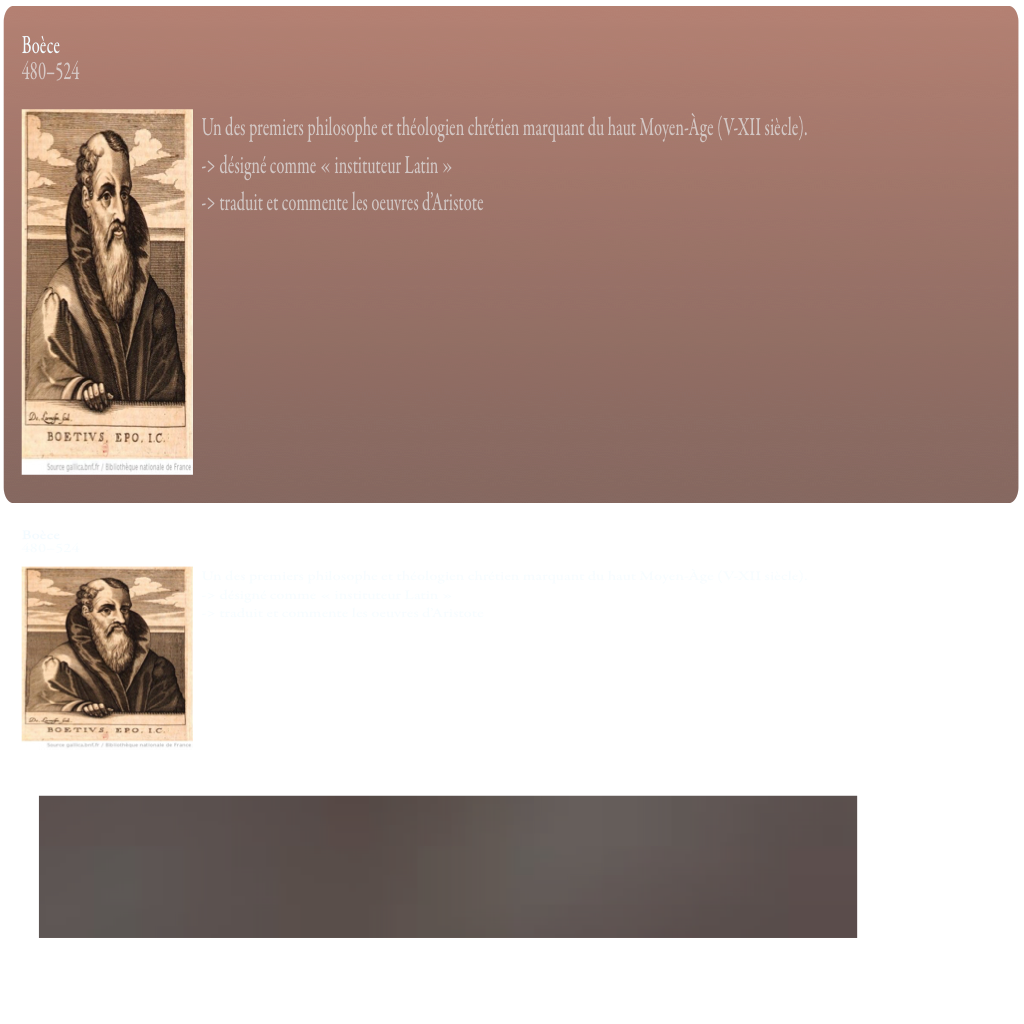 Boèce
480–524
Un des premiers philosophe et théologien chrétien marquant du haut Moyen-Âge (V-XII siècle).
-> désigné comme « instituteur Latin »
-> traduit et commente les oeuvres d'Aristote
BOETIVS, EPO, I.C.
Source gallica.bnf.fr / Bibliothèque nationale de France
Boèce
480–524
Un des premiers philosophe et théologien chrétien marquant du haut Moyen-Âge (V-XII siècle).
-> désigné comme « instituteur Latin »
-> traduit et commente les oeuvres d'Aristote
BOETIVS, EPO, I.C.
Source gallica.bnf.fr / Bibliothèque nationale de France